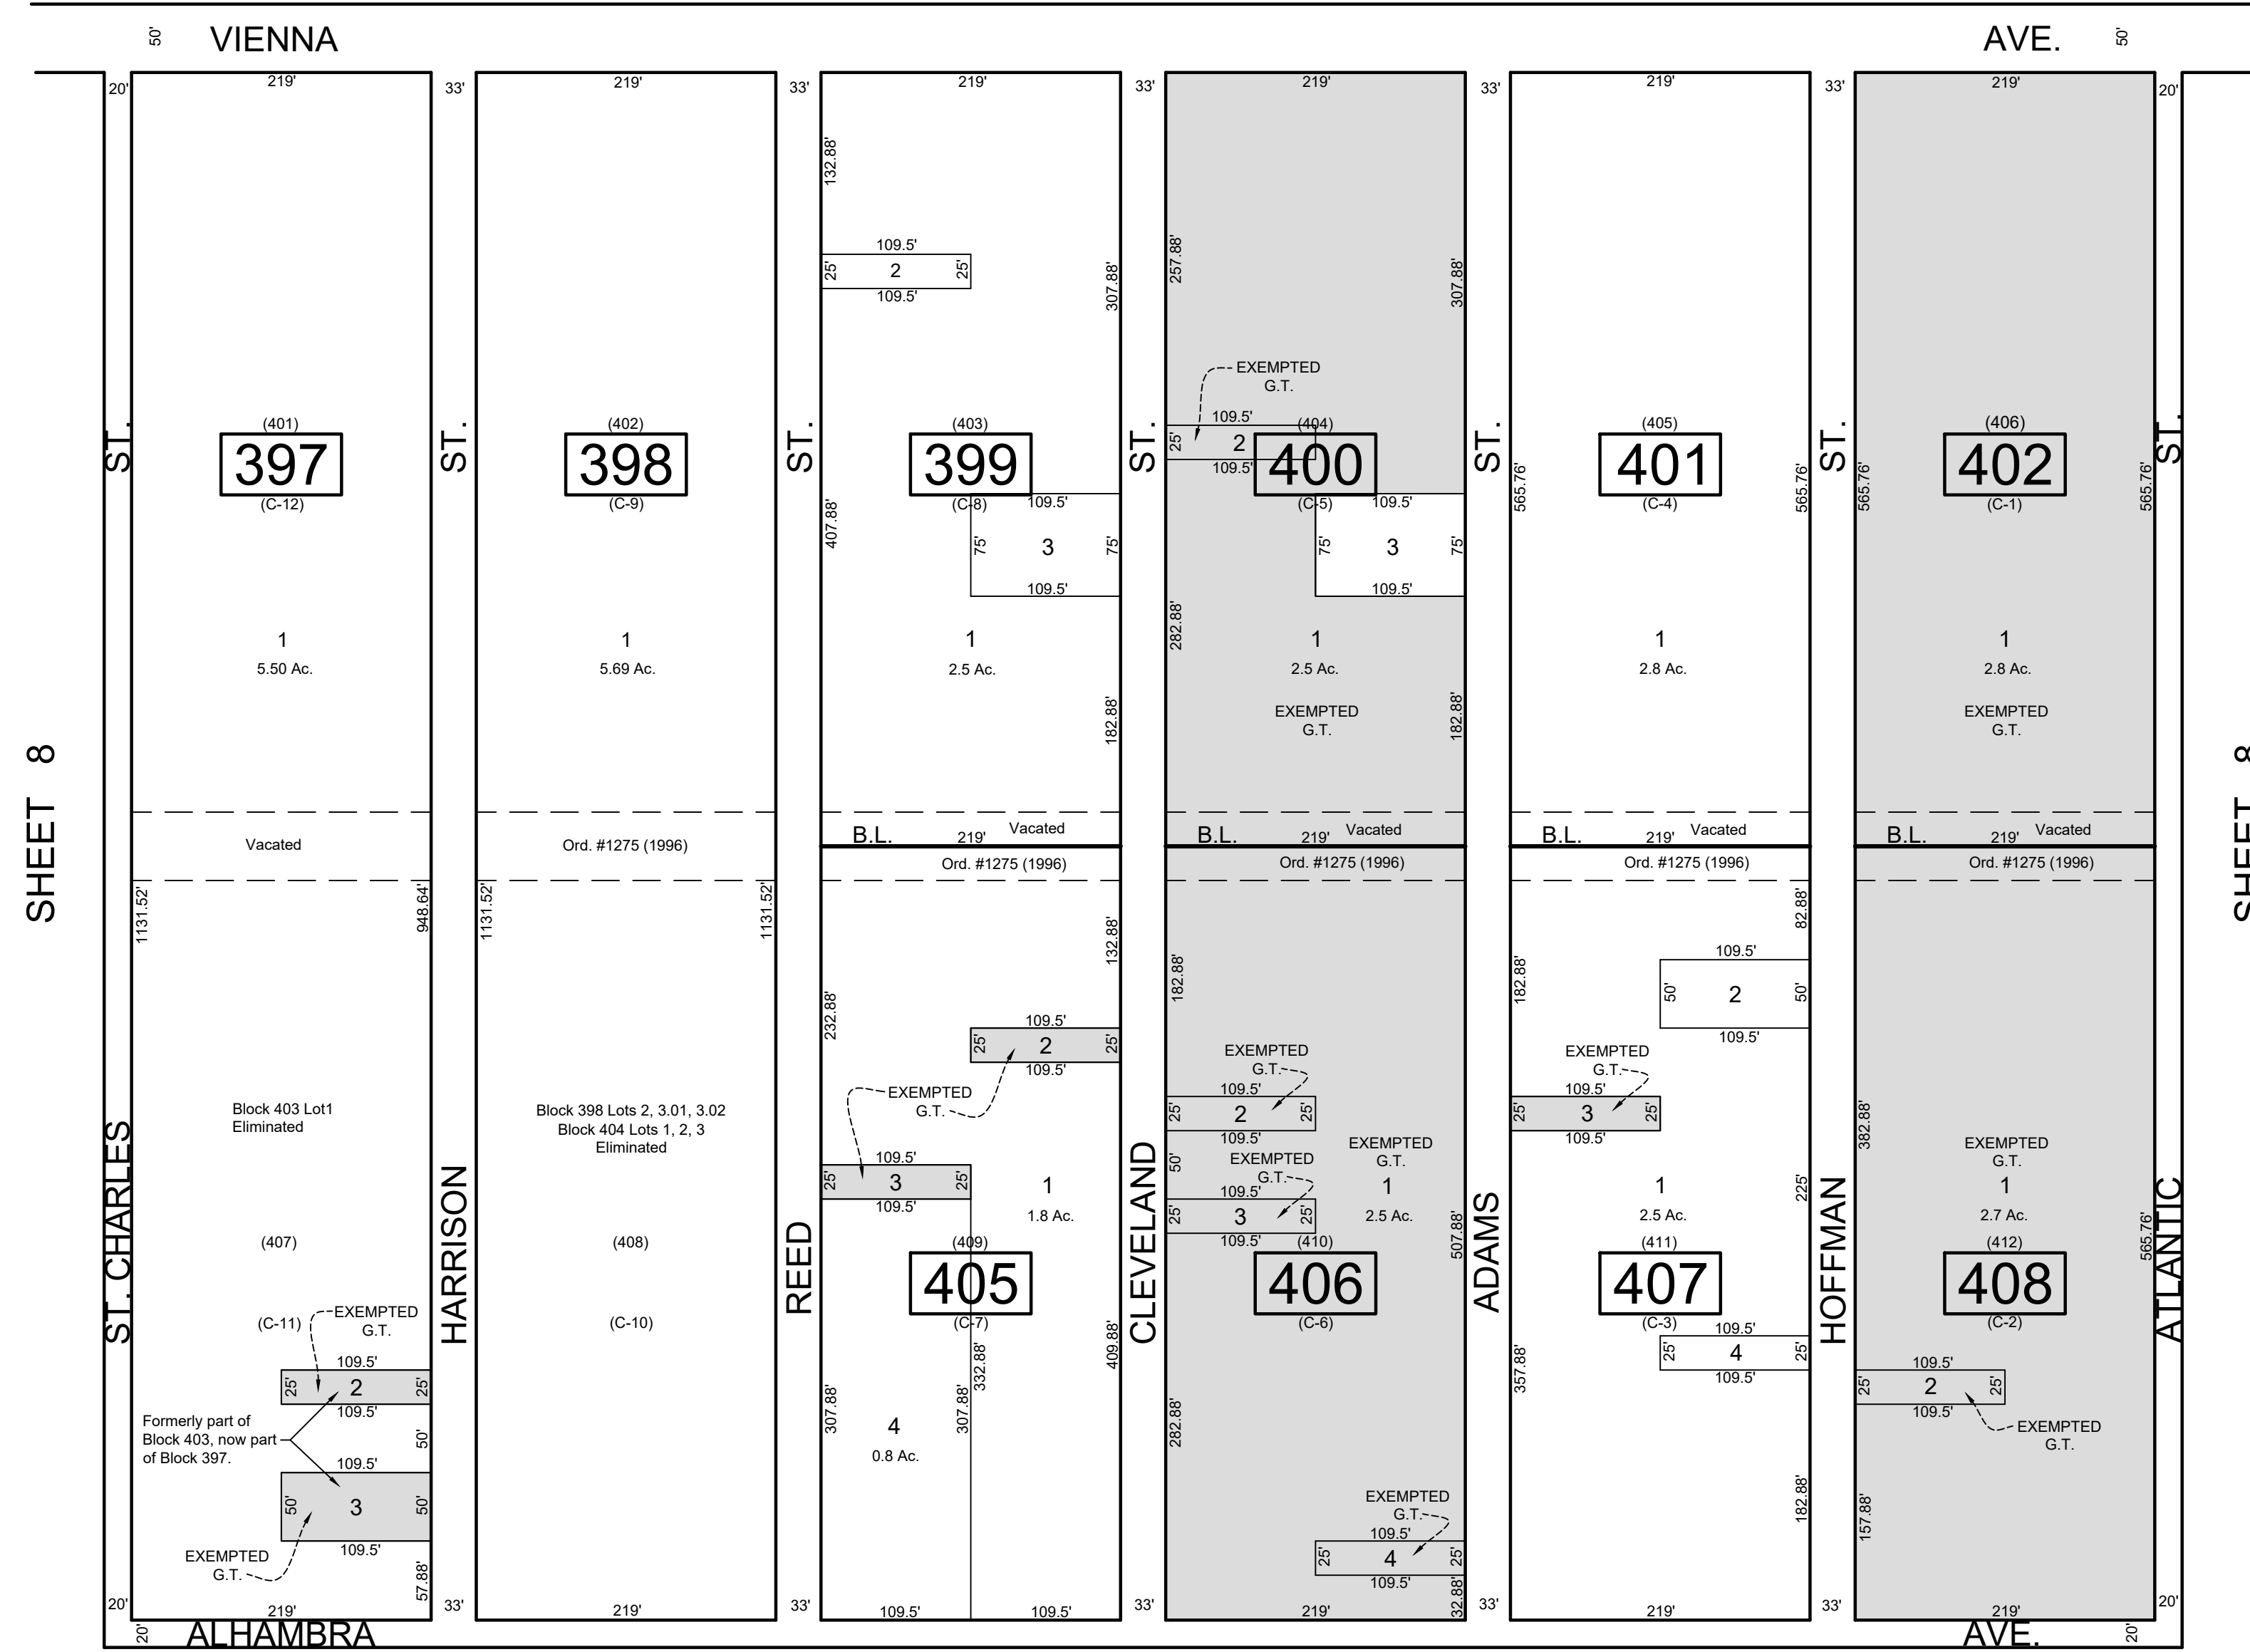 50' VIENNA AVE. 50'
20' 219' 33' 219' 33' 219' 33' 219' 33' 219' 33' 219' 20'
132.88'
109.5'
25' 2 25'
109.5'
307.88'
257.88'
307.88'
EXEMPTED
G.T.
109.5'
25' 2
109.5'
ST. ST. ST. ST. ST. ST. ST.
(401)
397
(C-12)
(402)
398
(C-9)
(403)
399
(C-8)
(404)
400
(C-5)
(405)
401
(C-4)
(406)
402
(C-1)
407.88'
109.5'
75' 3 75'
109.5'
109.5'
75' 3 75'
109.5'
565.76' 565.76' 565.76' 565.76'
282.88'
1
5.50 Ac.
1
5.69 Ac.
1
2.5 Ac.
1
2.5 Ac.
1
2.8 Ac.
1
2.8 Ac.
182.88'
EXEMPTED
G.T.
182.88'
EXEMPTED
G.T.
SHEET 8
SHEET 8
Vacated
Ord. #1275 (1996)
B.L. 219' Vacated
Ord. #1275 (1996)
B.L. 219' Vacated
Ord. #1275 (1996)
B.L. 219' Vacated
Ord. #1275 (1996)
B.L. 219' Vacated
Ord. #1275 (1996)
1131.52' 948.64' 1131.52' 1131.52'
Block 403 Lot1
Eliminated
(407)
(C-11)
EXEMPTED
G.T.
109.5'
25' 2 25'
109.5'
Formerly part of
Block 403, now part
of Block 397.
50'
109.5'
50' 3 50'
109.5'
EXEMPTED
G.T.
57.88'
Block 398 Lots 2, 3.01, 3.02
Block 404 Lots 1, 2, 3
Eliminated
(408)
(C-10)
232.88'
132.88'
109.5'
25' 2 25'
109.5'
EXEMPTED
G.T.
109.5'
25' 3 25'
109.5'
1
1.8 Ac.
(409)
405
(C-7)
332.88'
409.88'
307.88'
307.88'
4
0.8 Ac.
182.88'
EXEMPTED
G.T.
109.5'
25' 2 25'
109.5'
50'
EXEMPTED
G.T.
109.5'
25' 3 25'
109.5'
EXEMPTED
G.T.
1
2.5 Ac.
507.88'
(410)
406
(C-6)
282.88'
EXEMPTED
G.T.
109.5'
25' 4 25'
109.5'
32.88'
82.88'
182.88'
109.5'
50' 2 50'
109.5'
EXEMPTED
G.T.
109.5'
25' 3 25'
109.5'
1
2.5 Ac.
225'
(411)
407
(C-3)
109.5'
25' 4 25'
109.5'
357.88'
182.88'
382.88'
EXEMPTED
G.T.
1
2.7 Ac.
565.76'
(412)
408
(C-2)
109.5'
25' 2 25'
109.5'
EXEMPTED
G.T.
157.88'
ST. CHARLES
HARRISON
REED
CLEVELAND
ADAMS
HOFFMAN
ATLANTIC
20' 219' 33' 219' 33' 109.5' 109.5' 33' 219' 33' 219' 33' 219' 20'
20' ALHAMBRA AVE. 20'